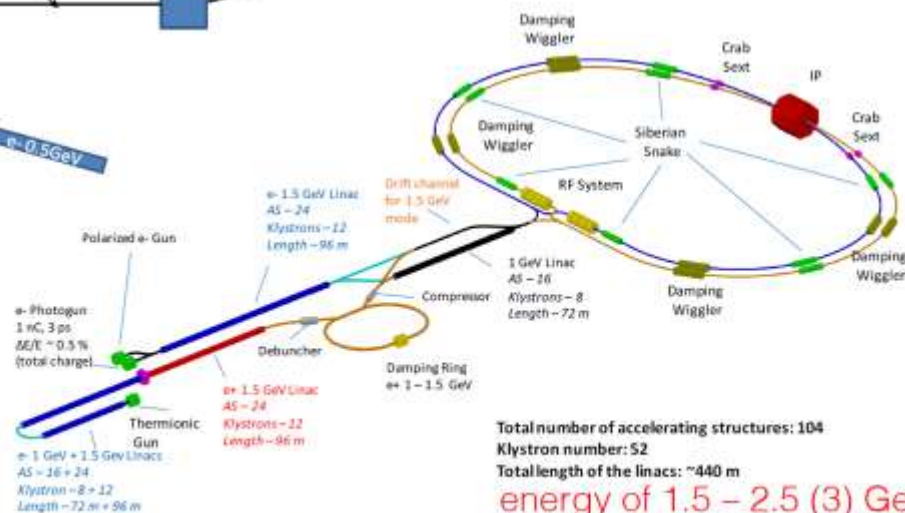 e- 0.5GeV
Damping
Wiggler
Crab
Sext
IP
Crab
Sext
Damping
Wiggler
Siberian
Snake
RF System
Damping
Wiggler
Damping
Wiggler
e- 1.5 GeV Linac
AS – 24
Klystrons – 12
Length – 96 m
Drift channel
for 1.5 GeV
mode
Polarized e- Gun
1 GeV Linac
AS – 16
Klystrons – 8
Length – 72 m
Compressor
e- Photogun
1 nC, 3 ps
ΔE/E ~ 0.5 %
(total charge)
Debuncher
Damping Ring
e+ 1 – 1.5 GeV
e+ 1.5 GeV Linac
AS – 24
Klystrons – 12
Length – 96 m
Thermionic
Gun
e- 1 GeV + 1.5 Gev Linacs
AS – 16 + 24
Klystron – 8 + 12
Length – 72 m + 96 m
Total number of accelerating structures: 104
Klystron number: 52
Total length of the linacs: ~440 m
energy of 1.5 – 2.5 (3) Ge